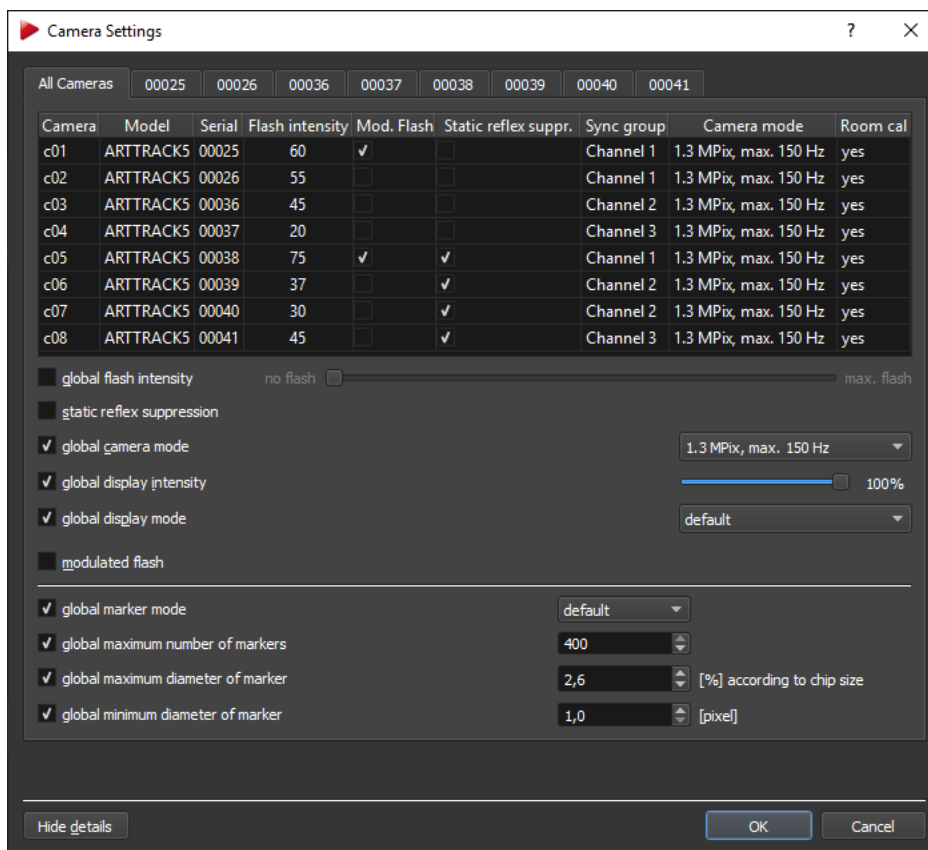 Camera Settings ?
All Cameras 00025 00026 00036 00037 00038 00039 00040 00041
Camera Model Serial Flash intensity Mod. Flash Static reflex suppr. Sync group Camera mode Room cal
c01 ARTTRACK5 00025 60 Channel 1 1.3 MPix, max. 150 Hz yes
c02 ARTTRACK5 00026 55 Channel 1 1.3 MPix, max. 150 Hz yes
c03 ARTTRACK5 00036 45 Channel 2 1.3 MPix, max. 150 Hz yes
c04 ARTTRACK5 00037 20 Channel 3 1.3 MPix, max. 150 Hz yes
c05 ARTTRACK5 00038 75 Channel 1 1.3 MPix, max. 150 Hz yes
c06 ARTTRACK5 00039 37 Channel 2 1.3 MPix, max. 150 Hz yes
c07 ARTTRACK5 00040 30 Channel 2 1.3 MPix, max. 150 Hz yes
c08 ARTTRACK5 00041 45 Channel 3 1.3 MPix, max. 150 Hz yes
global flash intensity no flash max. flash
static reflex suppression
global camera mode 1.3 MPix, max. 150 Hz
global display intensity 100%
global display mode default
modulated flash
global marker mode default
global maximum number of markers 400
global maximum diameter of marker 2,6 [%] according to chip size
global minimum diameter of marker 1,0 [pixel]
Hide details OK Cancel